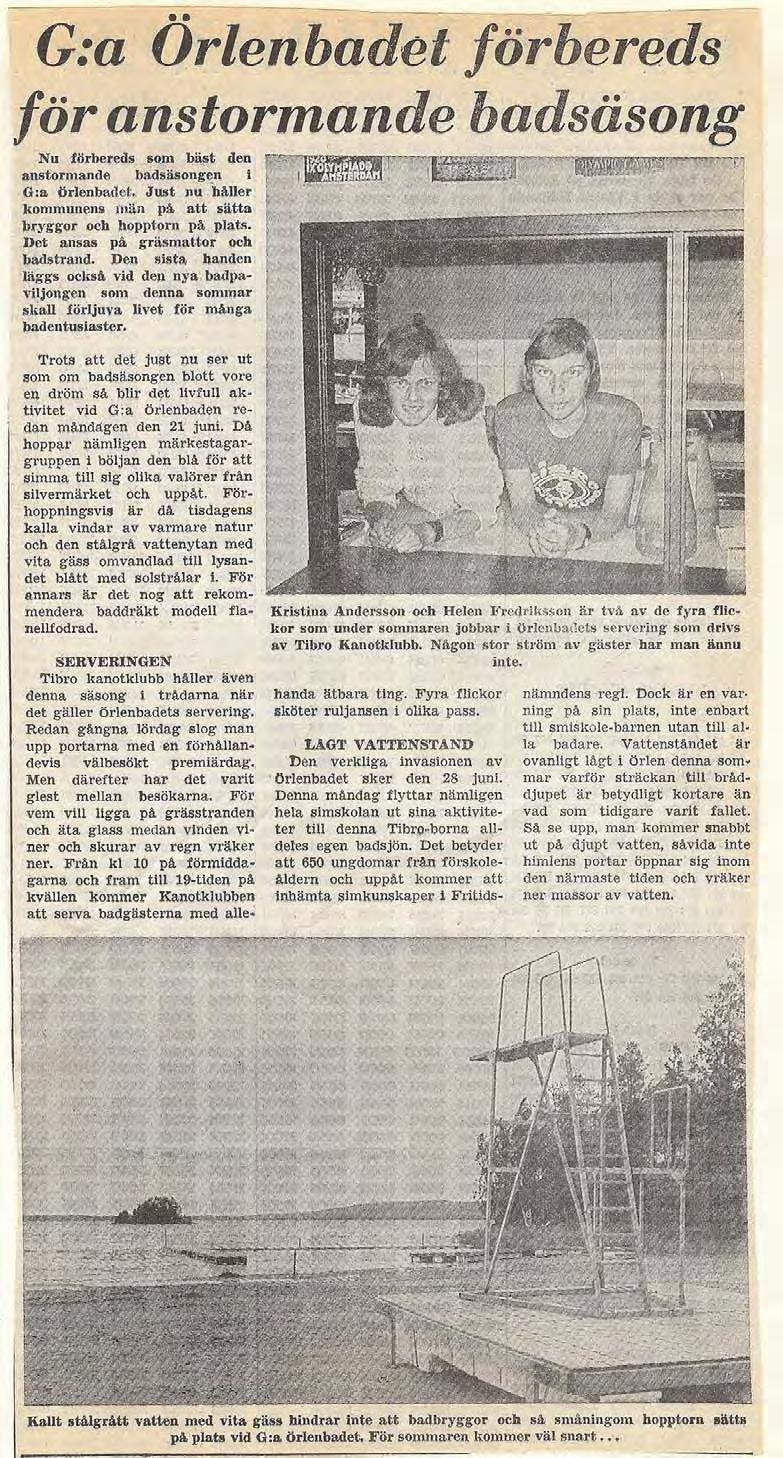 G:a Örlenbadet förbereds
för anstormande badsäsong
Nu förbereds som bäst den
anstormande badsäsongen i
G:a Örlenbadet. Just nu håller
kommunens män på att sätta
bryggor och hopptorn på plats.
Det ansas på gräsmattor och
badstrand. Den sista handen
läggs också vid den nya badpa-
viljongen som denna sommar
skall förljuva livet för många
badentusiaster.
Trots att det just nu ser ut
som om badsäsongen blott vore
en dröm så blir det livfull ak-
tivitet vid G:a Örlenbaden re-
dan måndagen den 21 juni. Då
hoppar nämligen märkestagar-
gruppen i böljan den blå för att
simma till sig olika valörer från
silvermärket och uppåt. För-
hoppningsvis är då tisdagens
kalla vindar av varmare natur
och den stålgrå vattenytan med
vita gäss omvandlad till lysan-
det blått med solstrålar i. För
annars är det nog att rekom-
mendera baddräkt modell fla-
nellfodrad.
SERVERINGEN
Tibro kanotklubb håller även
denna säsong i trådarna när
det gäller Örlenbadets servering.
Redan gångna lördag slog man
upp portarna med en förhållan-
devis välbesökt premiärdag.
Men därefter har det varit
glest mellan besökarna. För
vem vill ligga på grässtranden
och äta glass medan vinden vi-
ner och skurar av regn vräker
ner. Från kl 10 på förmidda-
garna och fram till 19-tiden på
kvällen kommer Kanotklubben
att serva badgästerna med alle-
IX OLYMPIADE
AMSTERDAM
OLYMPIC GAMES
Kristina Andersson och Helen Fredriksson är två av de fyra flic-
kor som under sommaren jobbar i Örlenbadets servering som drivs
av Tibro Kanotklubb. Någon stor ström av gäster har man ännu
inte.
handa ätbara ting. Fyra flickor
sköter ruljansen i olika pass.
LÅGT VATTENSTÅND
Den verkliga invasionen av
Örlenbadet sker den 28 juni.
Denna måndag flyttar nämligen
hela simskolan ut sina aktivite-
ter till denna Tibro-borna all-
deles egen badsjön. Det betyder
att 650 ungdomar från förskole-
åldern och uppåt kommer att
inhämta simkunskaper i Fritids-
nämndens regi. Dock är en var-
ning på sin plats, inte enbart
till smiskole-barnen utan till al-
la badare. Vattenståndet är
ovanligt lågt i Örlen denna som-
mar varför sträckan till bråd-
djupet är betydligt kortare än
vad som tidigare varit fallet.
Så se upp, man kommer snabbt
ut på djupt vatten, såvida inte
himlens portar öppnar sig inom
den närmaste tiden och vräker
ner massor av vatten.
Kallt stålgrått vatten med vita gäss hindrar inte att badbryggor och så småningom hopptorn sätts
på plats vid G:a Örlenbadet. För sommaren kommer väl snart...